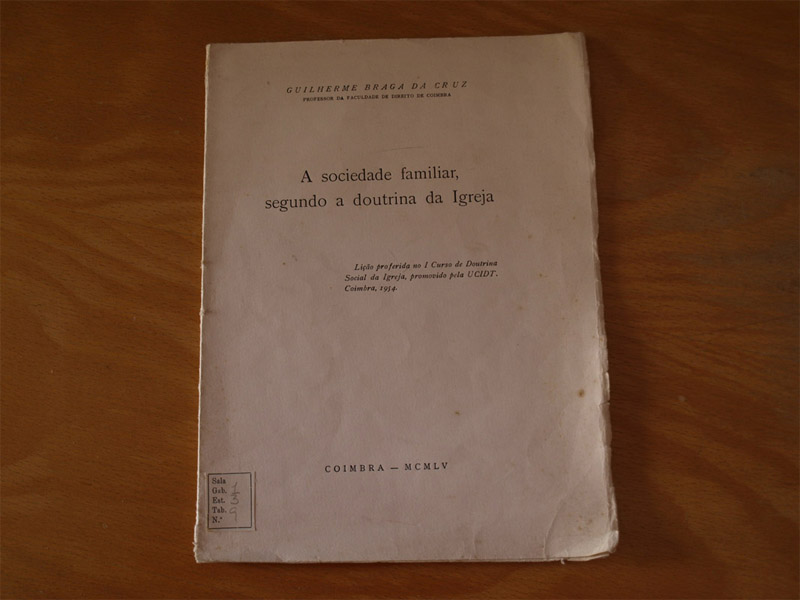 GUILHERME BRAGA DA CRUZ
PROFESSOR DA FACULDADE DE DIREITO DE COIMBRA
A sociedade familiar,
segundo a doutrina da Igreja
Lição proferida no I Curso de Doutrina
Social da Igreja, promovido pela UCIDT.
Coimbra, 1954.
COIMBRA — MCMLV
Sala
Gab.
Est.
Tab.
N.º